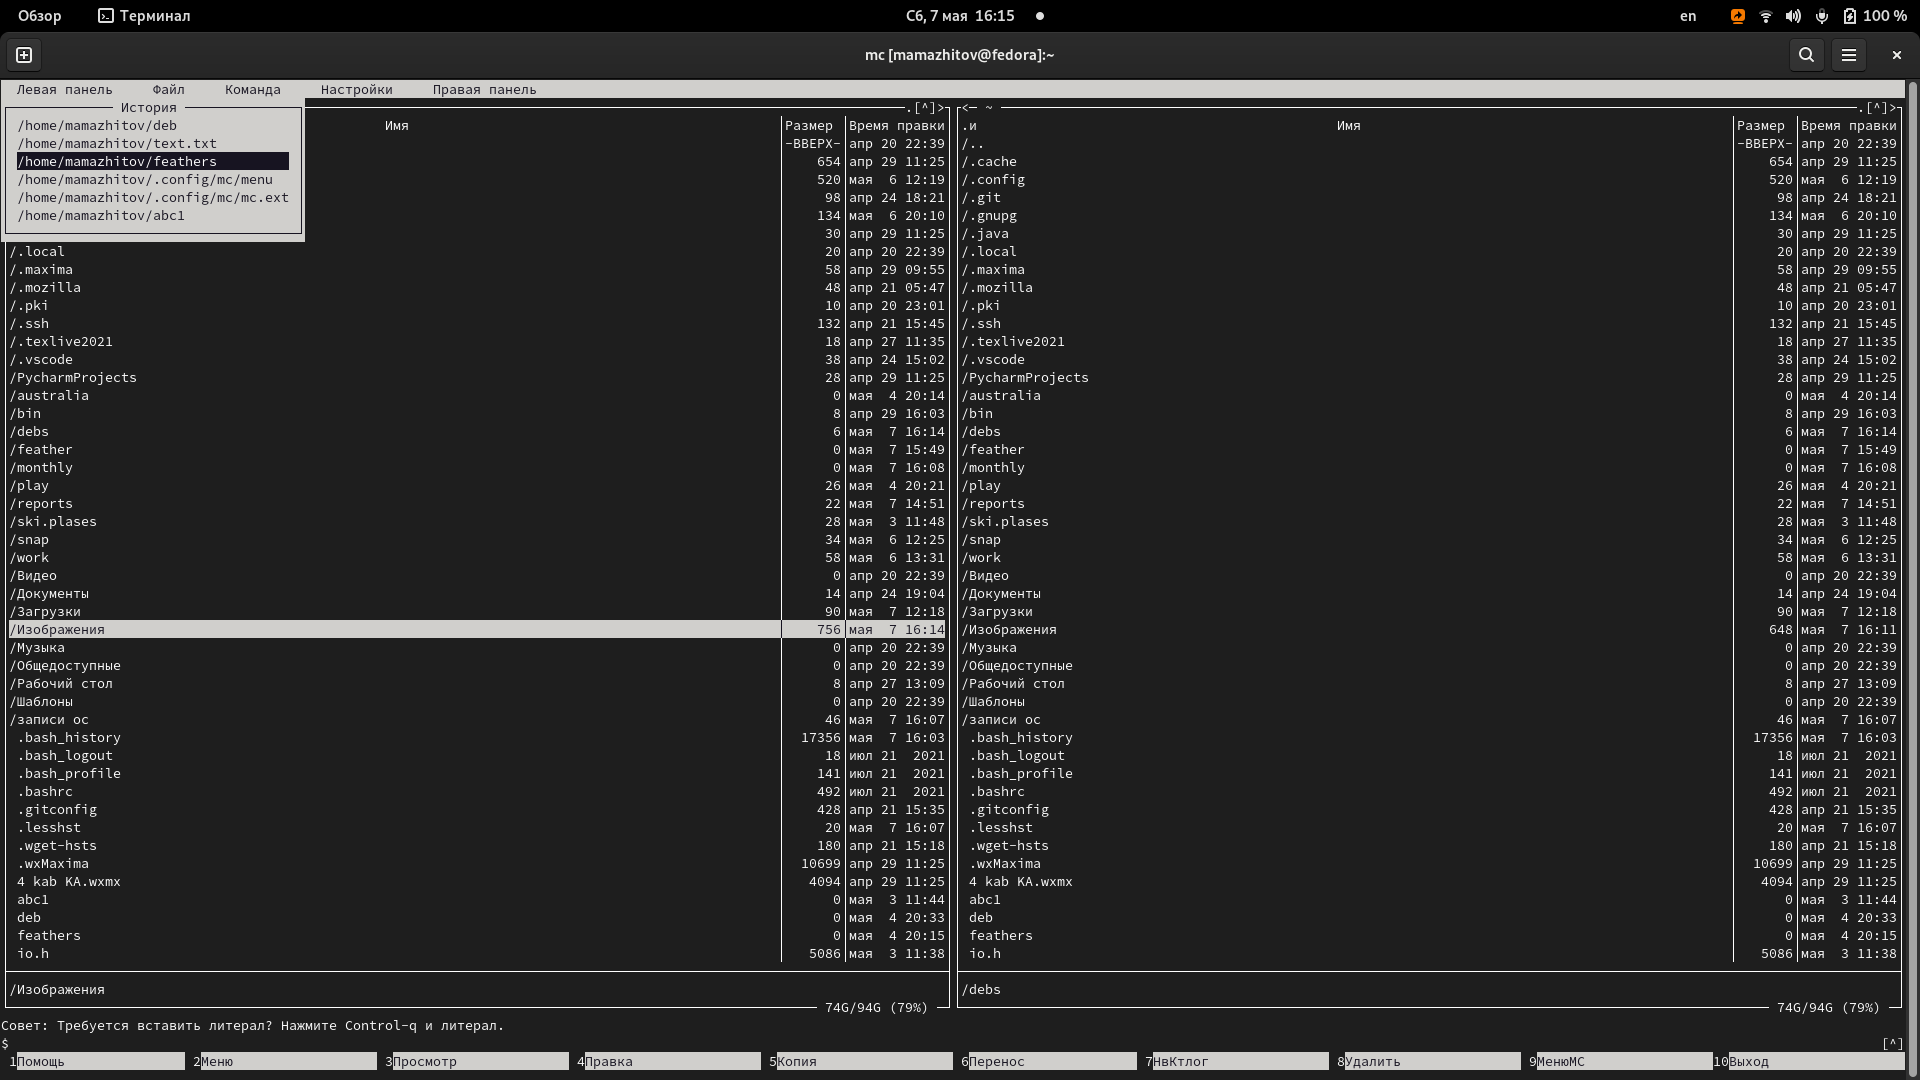 Обзор Терминал Сб, 7 мая 16:15 en 100 %
mc [mamazhitov@fedora]:~
Левая панель Файл Команда Настройки Правая панель
История
/home/mamazhitov/deb
/home/mamazhitov/text.txt
/home/mamazhitov/feathers
/home/mamazhitov/.config/mc/menu
/home/mamazhitov/.config/mc/mc.ext
/home/mamazhitov/abc1
.[^]> <─ ~ .[^]>
Имя Размер Время правки .и Имя Размер Время правки
-ВВЕРХ- апр 20 22:39 /.. -ВВЕРХ- апр 20 22:39
654 апр 29 11:25 /.cache 654 апр 29 11:25
520 мая 6 12:19 /.config 520 мая 6 12:19
98 апр 24 18:21 /.git 98 апр 24 18:21
134 мая 6 20:10 /.gnupg 134 мая 6 20:10
30 апр 29 11:25 /.java 30 апр 29 11:25
/.local 20 апр 20 22:39 /.local 20 апр 20 22:39
/.maxima 58 апр 29 09:55 /.maxima 58 апр 29 09:55
/.mozilla 48 апр 21 05:47 /.mozilla 48 апр 21 05:47
/.pki 10 апр 20 23:01 /.pki 10 апр 20 23:01
/.ssh 132 апр 21 15:45 /.ssh 132 апр 21 15:45
/.texlive2021 18 апр 27 11:35 /.texlive2021 18 апр 27 11:35
/.vscode 38 апр 24 15:02 /.vscode 38 апр 24 15:02
/PycharmProjects 28 апр 29 11:25 /PycharmProjects 28 апр 29 11:25
/australia 0 мая 4 20:14 /australia 0 мая 4 20:14
/bin 8 апр 29 16:03 /bin 8 апр 29 16:03
/debs 6 мая 7 16:14 /debs 6 мая 7 16:14
/feather 0 мая 7 15:49 /feather 0 мая 7 15:49
/monthly 0 мая 7 16:08 /monthly 0 мая 7 16:08
/play 26 мая 4 20:21 /play 26 мая 4 20:21
/reports 22 мая 7 14:51 /reports 22 мая 7 14:51
/ski.plases 28 мая 3 11:48 /ski.plases 28 мая 3 11:48
/snap 34 мая 6 12:25 /snap 34 мая 6 12:25
/work 58 мая 6 13:31 /work 58 мая 6 13:31
/Видео 0 апр 20 22:39 /Видео 0 апр 20 22:39
/Документы 14 апр 24 19:04 /Документы 14 апр 24 19:04
/Загрузки 90 мая 7 12:18 /Загрузки 90 мая 7 12:18
/Изображения 756 мая 7 16:14 /Изображения 648 мая 7 16:11
/Музыка 0 апр 20 22:39 /Музыка 0 апр 20 22:39
/Общедоступные 0 апр 20 22:39 /Общедоступные 0 апр 20 22:39
/Рабочий стол 8 апр 27 13:09 /Рабочий стол 8 апр 27 13:09
/Шаблоны 0 апр 20 22:39 /Шаблоны 0 апр 20 22:39
/записи ос 46 мая 7 16:07 /записи ос 46 мая 7 16:07
.bash_history 17356 мая 7 16:03 .bash_history 17356 мая 7 16:03
.bash_logout 18 июл 21 2021 .bash_logout 18 июл 21 2021
.bash_profile 141 июл 21 2021 .bash_profile 141 июл 21 2021
.bashrc 492 июл 21 2021 .bashrc 492 июл 21 2021
.gitconfig 428 апр 21 15:35 .gitconfig 428 апр 21 15:35
.lesshst 20 мая 7 16:07 .lesshst 20 мая 7 16:07
.wget-hsts 180 апр 21 15:18 .wget-hsts 180 апр 21 15:18
.wxMaxima 10699 апр 29 11:25 .wxMaxima 10699 апр 29 11:25
4 kab KA.wxmx 4094 апр 29 11:25 4 kab KA.wxmx 4094 апр 29 11:25
abc1 0 мая 3 11:44 abc1 0 мая 3 11:44
deb 0 мая 4 20:33 deb 0 мая 4 20:33
feathers 0 мая 4 20:15 feathers 0 мая 4 20:15
io.h 5086 мая 3 11:38 io.h 5086 мая 3 11:38
/Изображения /debs
74G/94G (79%) 74G/94G (79%)
Совет: Требуется вставить литерал? Нажмите Control-q и литерал.
$ [^]
1Помощь 2Меню 3Просмотр 4Правка 5Копия 6Перенос 7НвКтлог 8Удалить 9МенюМС 10Выход